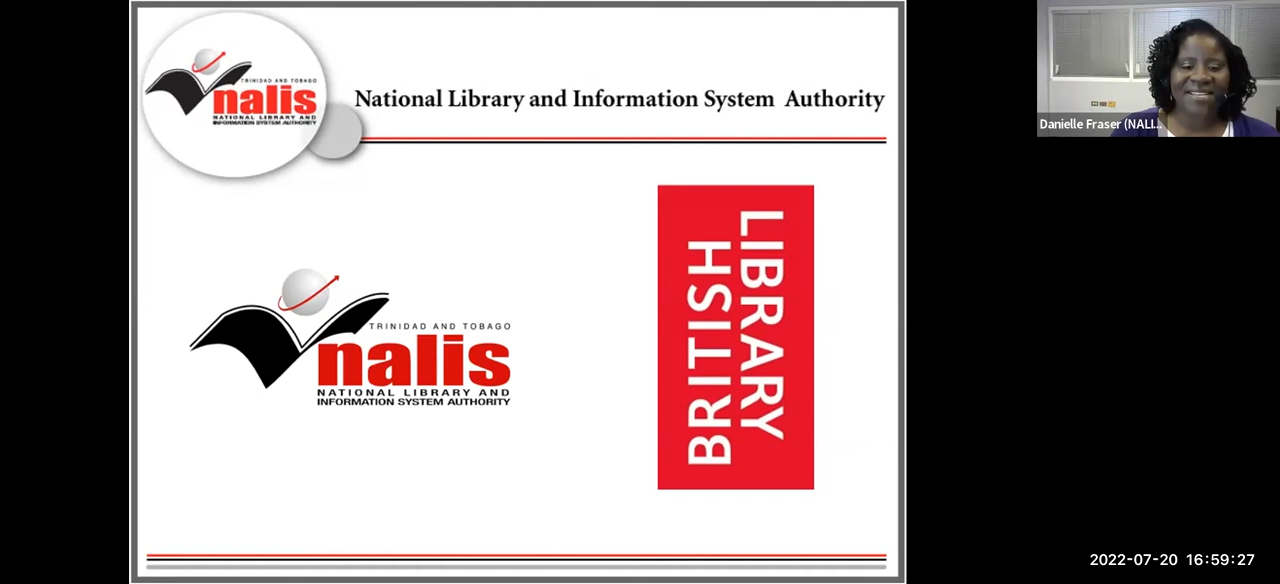 TRINIDAD AND TOBAGO
nalis
NATIONAL LIBRARY AND
INFORMATION SYSTEM AUTHORITY
National Library and Information System Authority
Danielle Fraser (NALI...
TRINIDAD AND TOBAGO
nalis
NATIONAL LIBRARY AND
INFORMATION SYSTEM AUTHORITY
BRITISH
LIBRARY
2022-07-20 16:59:27